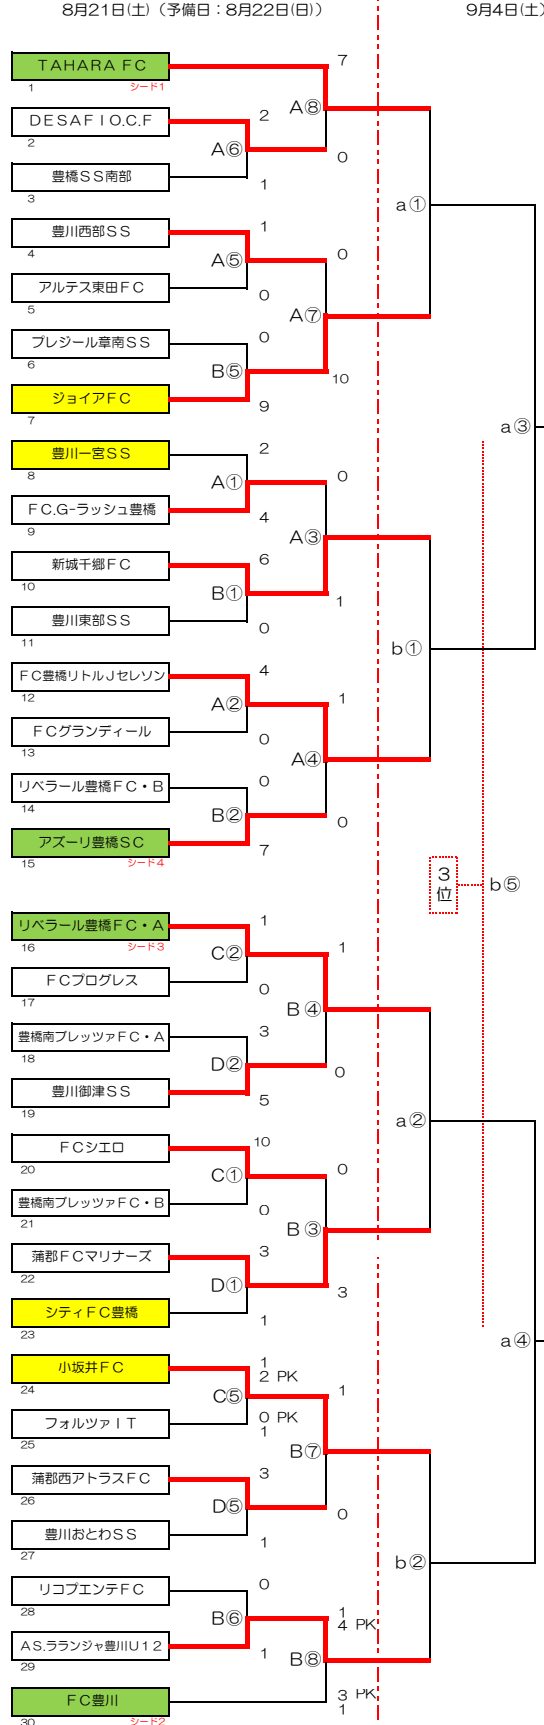 8月21日(土)（予備日：8月22日(日)）
9月4日(土)
TAHARA FC
1
シード1
7
A⑧
DESAFIO.C.F
2
2
A⑥
0
豊橋SS南部
3
1
a①
豊川西部SS
4
1
A⑤
0
アルテス東田FC
5
0
A⑦
プレジール章南SS
6
0
B⑤
10
ジョイアFC
7
9
a③
豊川一宮SS
8
2
A①
0
FC.G-ラッシュ豊橋
9
4
A③
新城千郷FC
10
6
B①
1
豊川東部SS
11
0
b①
FC豊橋リトルJセレソン
12
4
A②
1
FCグランディール
13
0
A④
リベラール豊橋FC・B
14
0
B②
0
アズーリ豊橋SC
15
シード4
7
3位
b⑤
リベラール豊橋FC・A
16
シード3
1
C②
1
FCプログレス
17
0
B④
豊橋南プレッツァFC・A
18
3
D②
0
豊川御津SS
19
5
a②
FCシエロ
20
10
C①
0
豊橋南プレッツァFC・B
21
0
B③
蒲郡FCマリナーズ
22
3
D①
3
シティFC豊橋
23
1
a④
小坂井FC
24
1
2 PK
C⑤
1
フォルツァIT
25
0 PK
1
B⑦
蒲郡西アトラスFC
26
3
D⑤
0
豊川おとわSS
27
1
b②
リコプエンテFC
28
0
B⑥
1
4 PK
AS.ラランジャ豊川U12
29
1
B⑧
FC豊川
30
シード2
3 PK
1